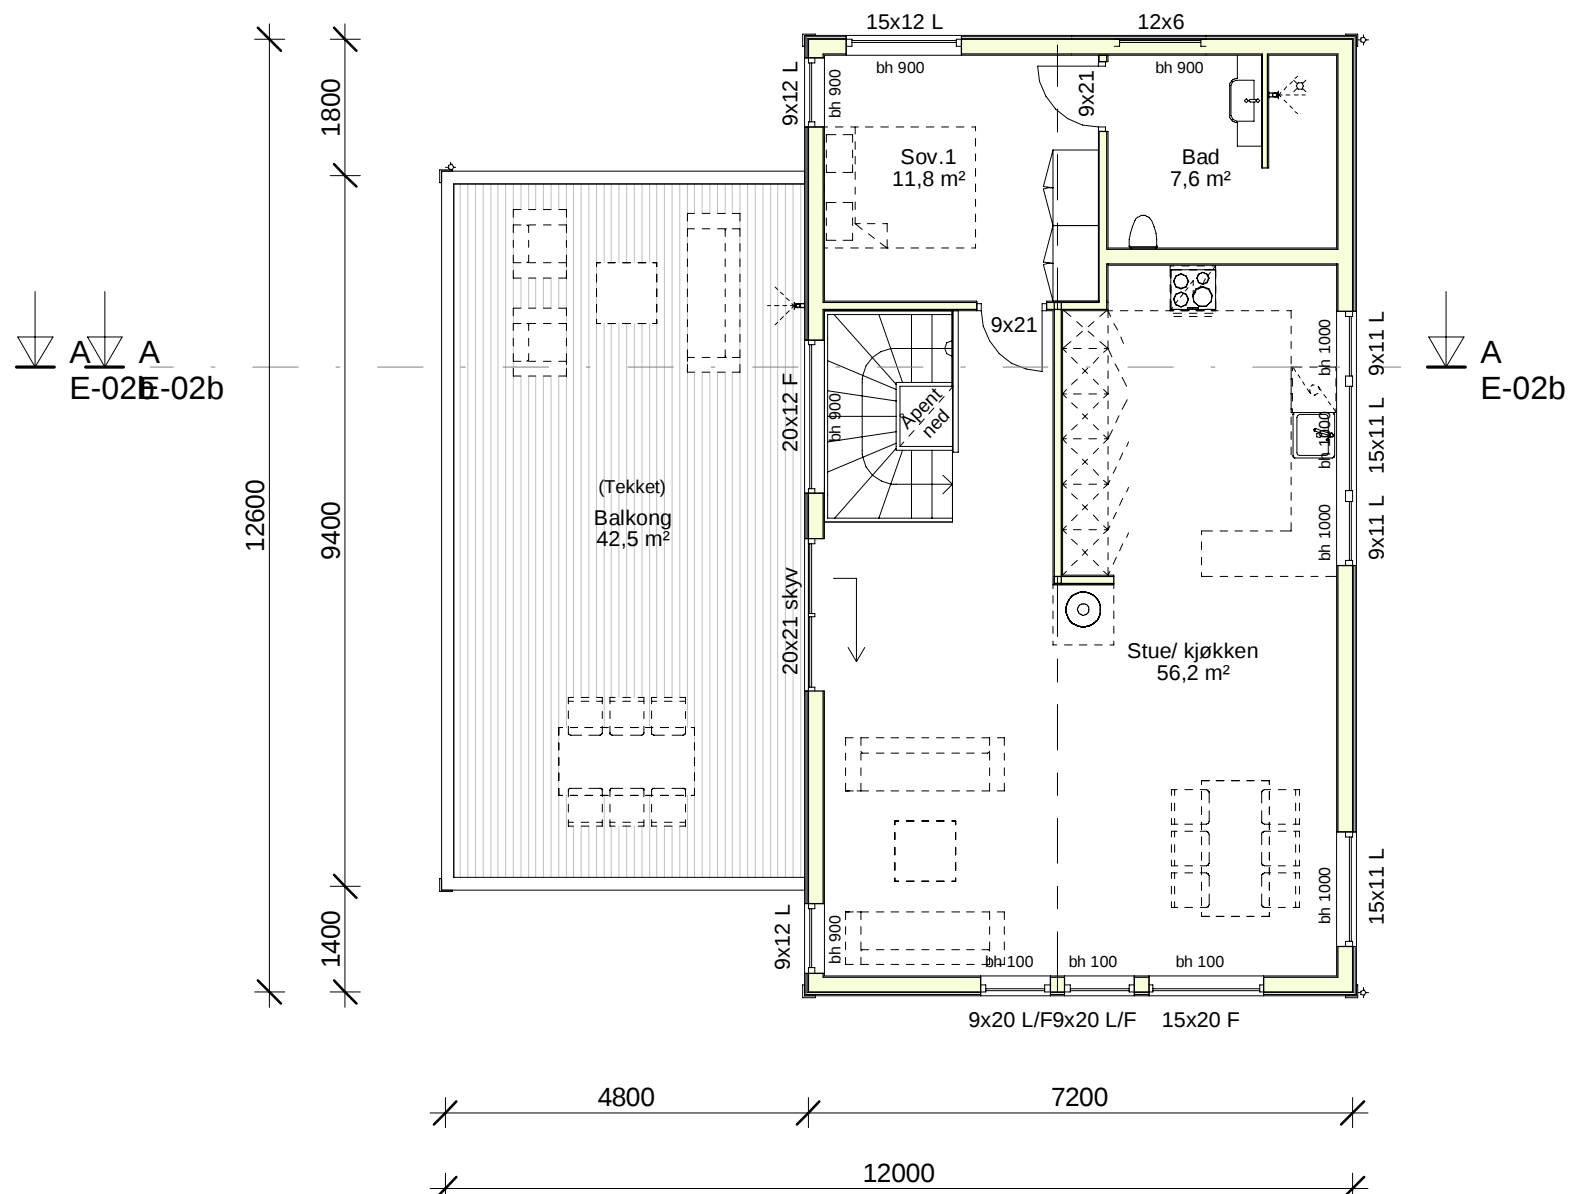 15x12 L
12x6
bh 900
bh 900
9x12 L
bh 900
9x21
1800
Sov.1
11,8 m²
Bad
7,6 m²
9x21
A
E-02b
A
E-02b
A
E-02b
bh 1000
9x11 L
20x12 F
bh 900
Åpent
ned
bh 1000
15x11 L
12600
9400
(Tekket)
Balkong
42,5 m²
bh 1000
9x11 L
20x21 skyv
Stue/ kjøkken
56,2 m²
1400
9x12 L
bh 900
bh 1000
15x11 L
bh 100
bh 100
bh 100
9x20 L/F
9x20 L/F
15x20 F
4800
7200
12000